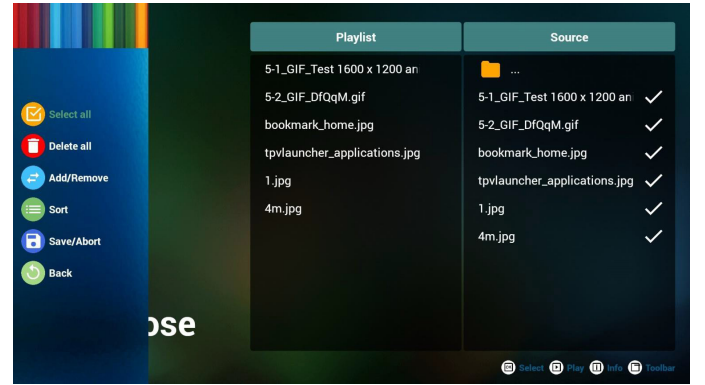 Playlist
Source
Select all
Delete all
Add/Remove
Sort
Save/Abort
Back
5-1_GIF_Test 1600 x 1200 an
5-2_GIF_DfQqM.gif
bookmark_home.jpg
tpvlauncher_applications.jpg
1.jpg
4m.jpg
...
5-1_GIF_Test 1600 x 1200 an
5-2_GIF_DfQqM.gif
bookmark_home.jpg
tpvlauncher_applications.jpg
1.jpg
4m.jpg
ose
Select Play Info Toolbar